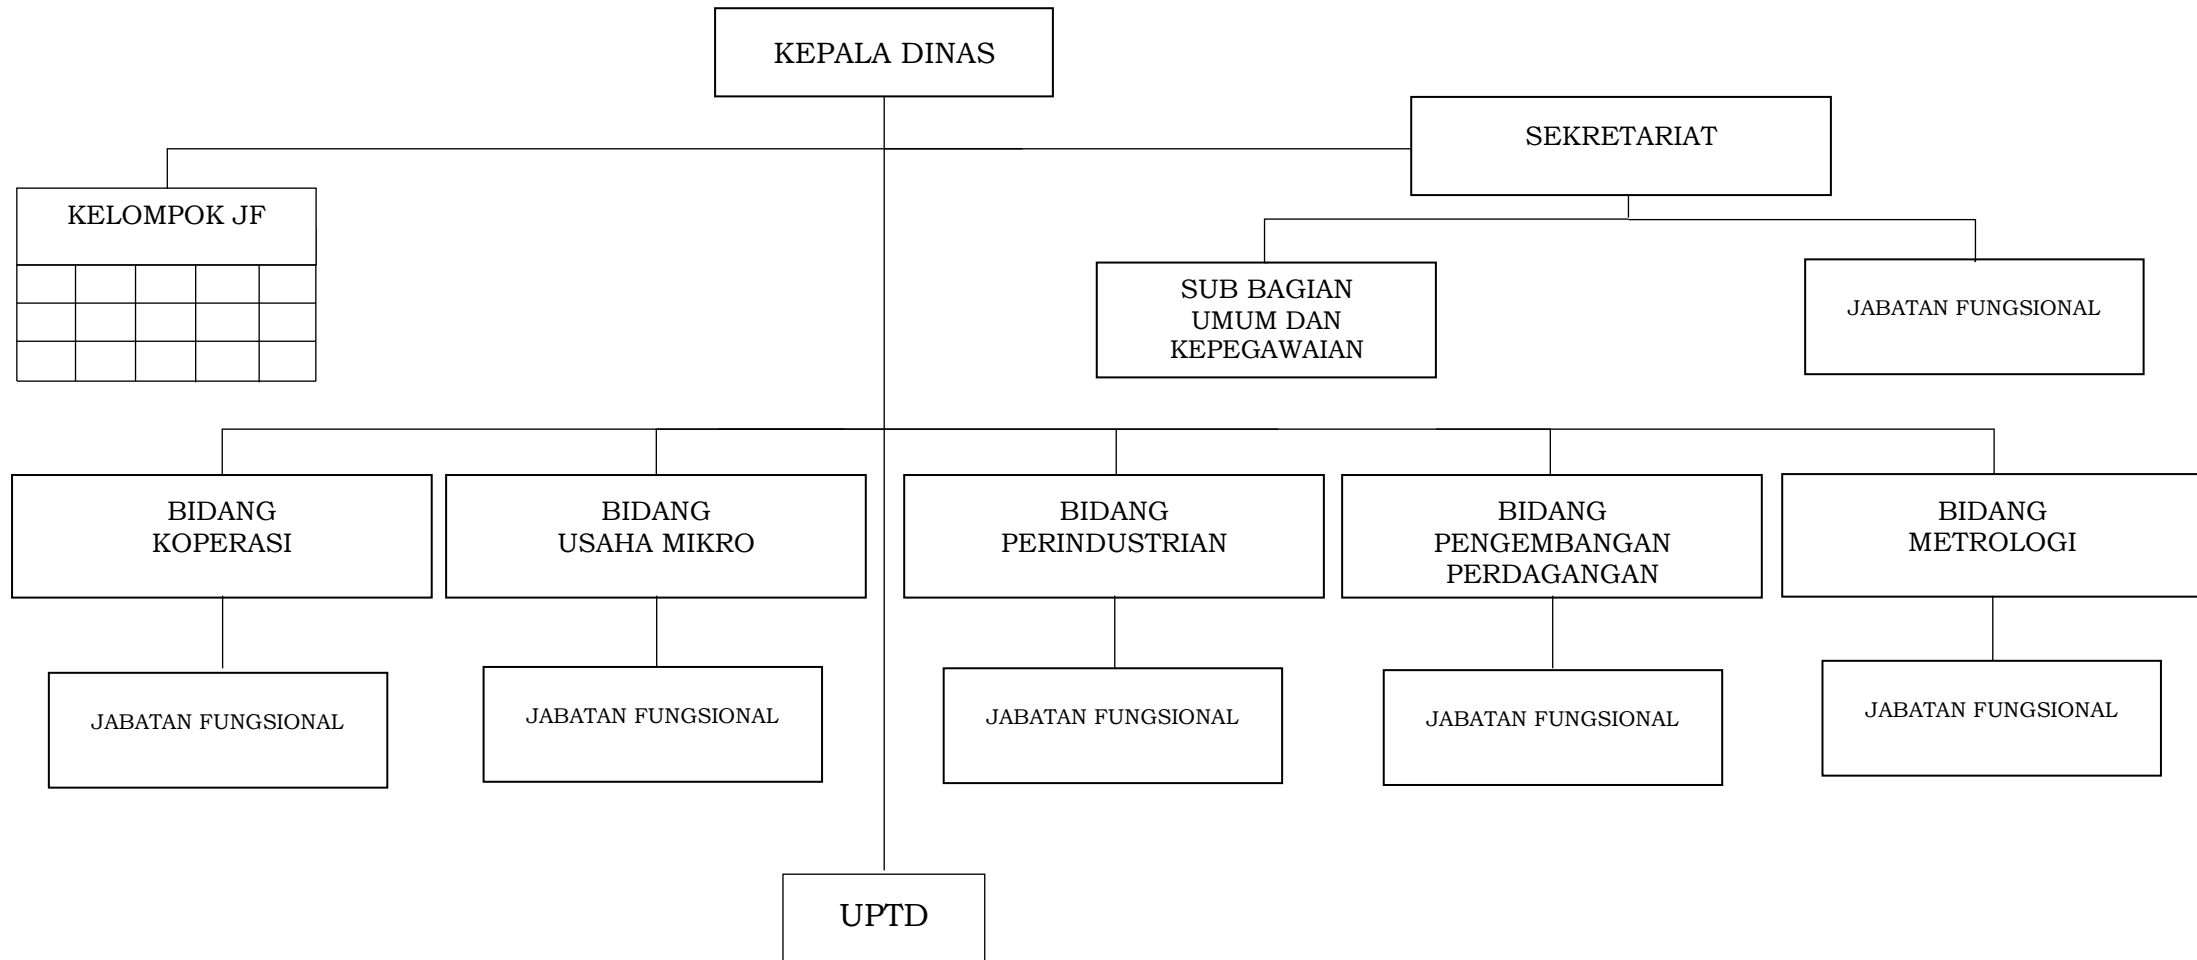 KEPALA DINAS
SEKRETARIAT
KELOMPOK JF
SUB BAGIAN
UMUM DAN
KEPEGAWAIAN
JABATAN FUNGSIONAL
BIDANG
KOPERASI
BIDANG
USAHA MIKRO
BIDANG
PERINDUSTRIAN
BIDANG
PENGEMBANGAN
PERDAGANGAN
BIDANG
METROLOGI
JABATAN FUNGSIONAL
JABATAN FUNGSIONAL
JABATAN FUNGSIONAL
JABATAN FUNGSIONAL
JABATAN FUNGSIONAL
UPTD